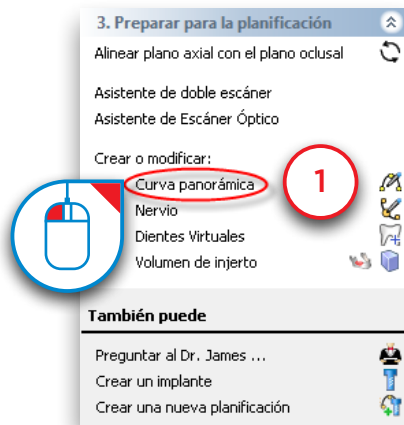 3. Preparar para la planificación
Alinear plano axial con el plano oclusal
Asistente de doble escáner
Asistente de Escáner Óptico
Crear o modificar:
Curva panorámica
1
Nervio
Dientes Virtuales
Volumen de injerto
También puede
Preguntar al Dr. James ...
Crear un implante
Crear una nueva planificación